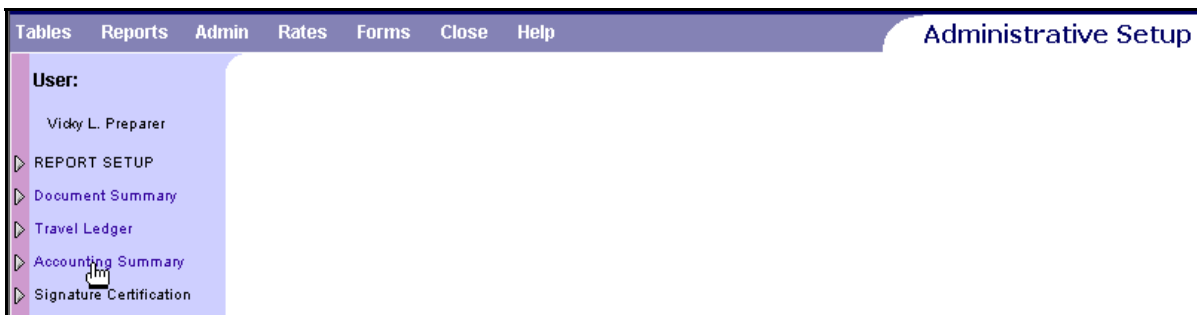 Tables Reports Admin Rates Forms Close Help Administrative Setup
User:
Vicky L. Preparer
REPORT SETUP
Document Summary
Travel Ledger
Accounting Summary
Signature Certification